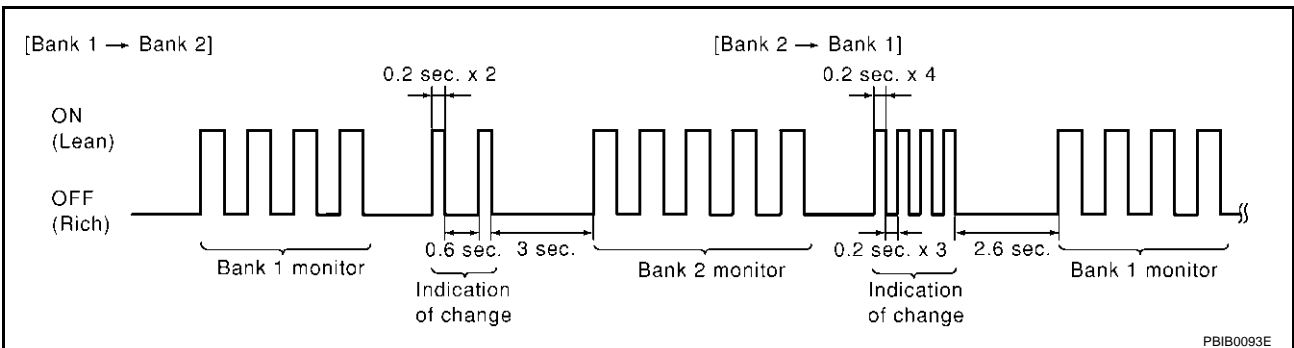 [Bank 1 → Bank 2]
[Bank 2 → Bank 1]
0.2 sec. x 2
0.2 sec. x 4
ON
(Lean)
OFF
(Rich)
0.6 sec.
3 sec.
0.2 sec. x 3
2.6 sec.
Bank 1 monitor
Indication
of change
Bank 2 monitor
Indication
of change
Bank 1 monitor
PBIB0093E